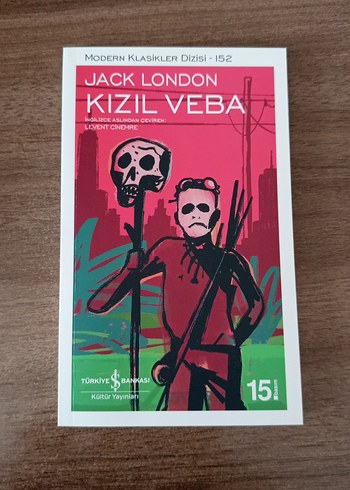 MODERN KLASİKLER DİZİSİ - 152
JACK LONDON
KIZIL VEBA
İNGİLİZCE ASLINDAN ÇEVİREN:
LEVENT CİNEMRE
TÜRKİYE İŞ BANKASI
Kültür Yayınları
15.
Basım